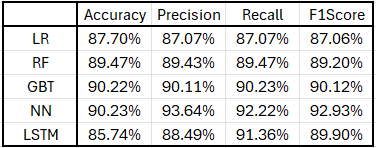 Accuracy Precision Recall F1Score
LR 87.70% 87.07% 87.07% 87.06%
RF 89.47% 89.43% 89.47% 89.20%
GBT 90.22% 90.11% 90.23% 90.12%
NN 90.23% 93.64% 92.22% 92.93%
LSTM 85.74% 88.49% 91.36% 89.90%